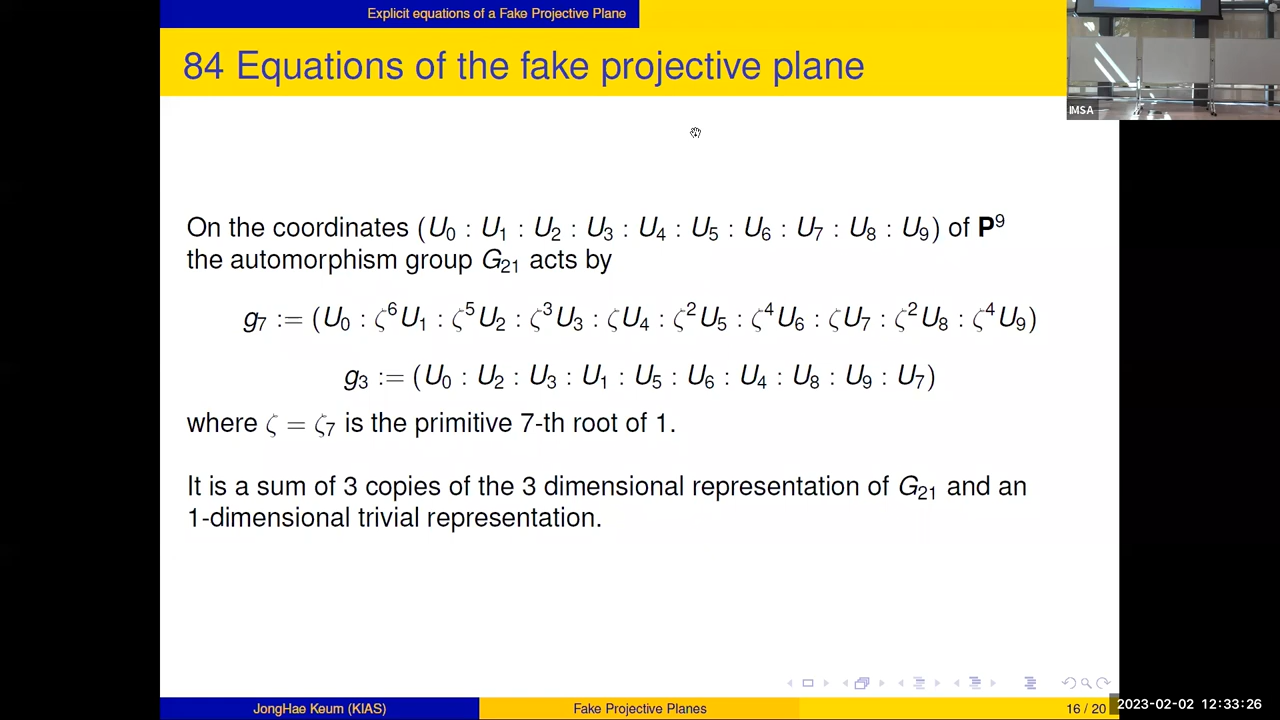 Explicit equations of a Fake Projective Plane
84 Equations of the fake projective plane
IMSA
On the coordinates (U₀ : U₁ : U₂ : U₃ : U₄ : U₅ : U₆ : U₇ : U₈ : U₉) of P⁹
the automorphism group G₂₁ acts by
g₇ := (U₀ : ζ⁶U₁ : ζ⁵U₂ : ζ³U₃ : ζU₄ : ζ²U₅ : ζ⁴U₆ : ζU₇ : ζ²U₈ : ζ⁴U₉)
g₃ := (U₀ : U₂ : U₃ : U₁ : U₅ : U₆ : U₄ : U₈ : U₉ : U₇)
where ζ = ζ₇ is the primitive 7-th root of 1.
It is a sum of 3 copies of the 3 dimensional representation of G₂₁ and an
1-dimensional trivial representation.
JongHae Keum (KIAS)
Fake Projective Planes
16 / 20
2023-02-02 12:33:26